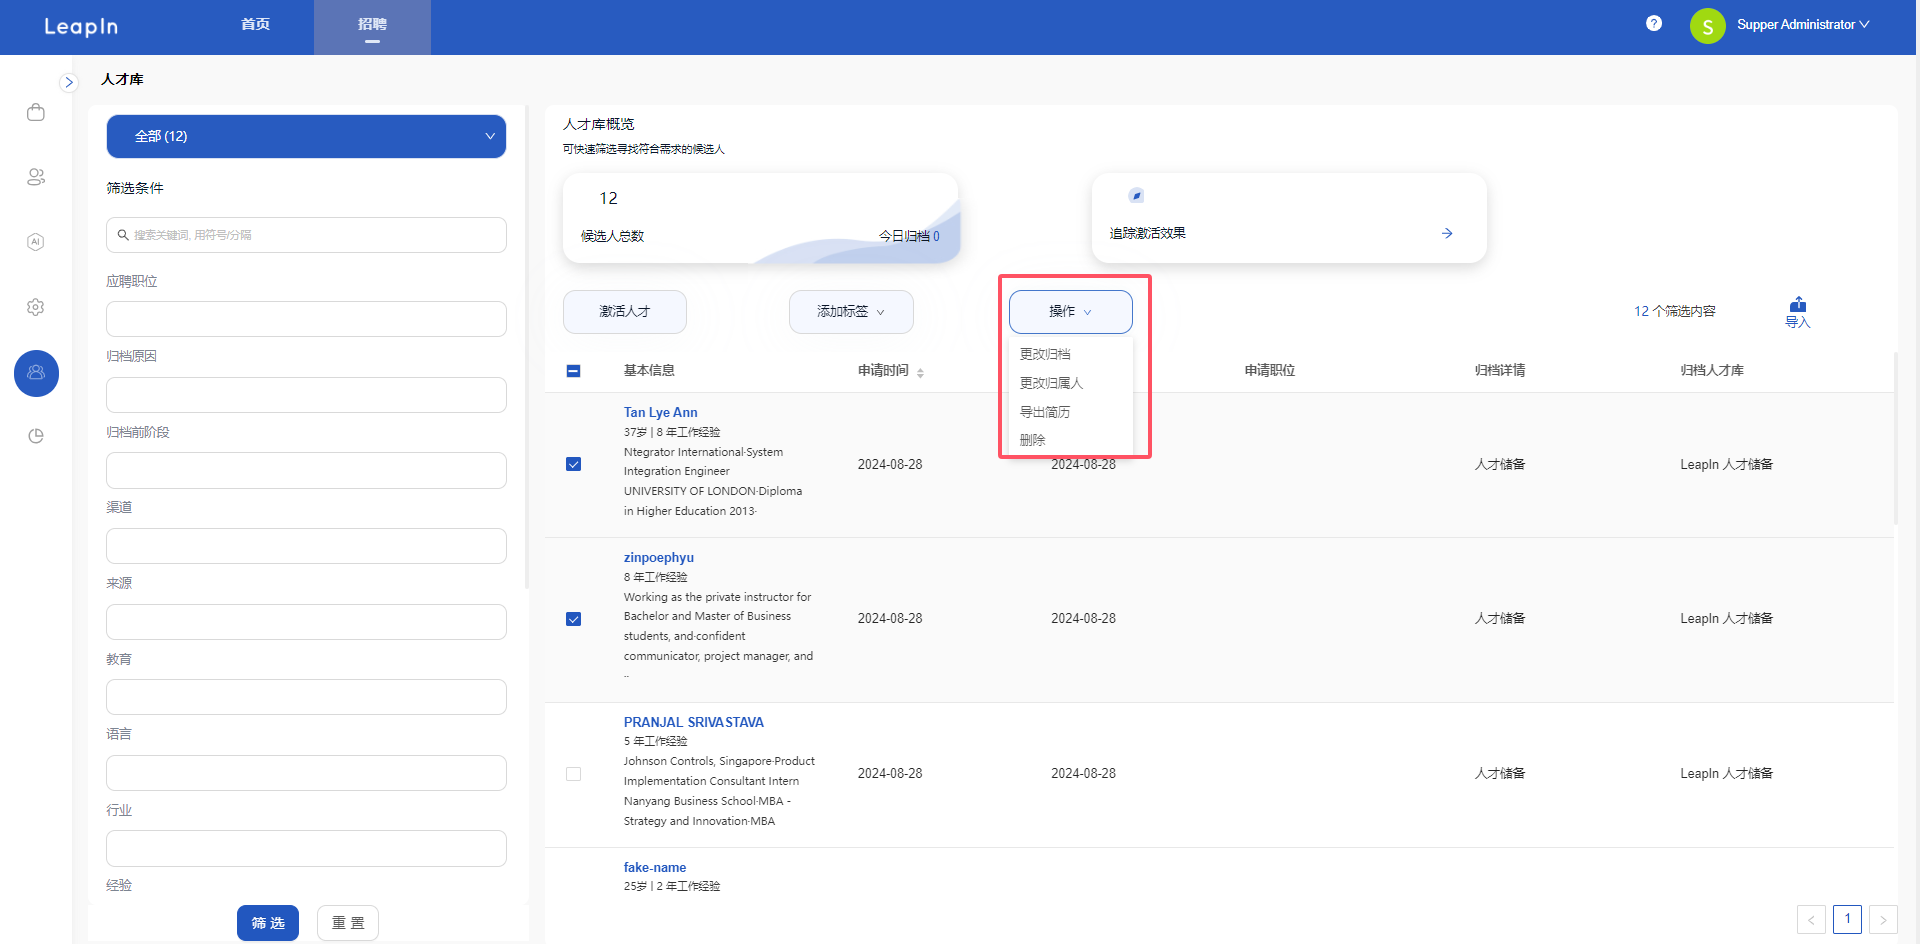 LeapIn
首页
招聘
?
S
Supper Administrator
人才库
AI
全部 (12)
筛选条件
搜索关键词, 用符号/分隔
应聘职位
归档原因
归档前阶段
渠道
来源
教育
语言
行业
经验
筛 选
重 置
人才库概览
可快速筛选寻找符合需求的候选人
12
候选人总数
今日归档 0
追踪激活效果
激活人才
添加标签
操作
12 个筛选内容
导入
更改归档
更改归属人
导出简历
删除
基本信息
申请时间
申请职位
归档详情
归档人才库
Tan Lye Ann
37岁 | 8 年工作经验
Ntegrator International·System
Integration Engineer
UNIVERSITY OF LONDON·Diploma
in Higher Education 2013·
2024-08-28
2024-08-28
人才储备
LeapIn 人才储备
zinpoephyu
8 年工作经验
Working as the private instructor for
Bachelor and Master of Business
students, and·confident
communicator, project manager, and
..
2024-08-28
2024-08-28
人才储备
LeapIn 人才储备
PRANJAL SRIVASTAVA
5 年工作经验
Johnson Controls, Singapore·Product
Implementation Consultant Intern
Nanyang Business School·MBA -
Strategy and Innovation·MBA
2024-08-28
2024-08-28
人才储备
LeapIn 人才储备
fake-name
25岁 | 2 年工作经验
< 1 >